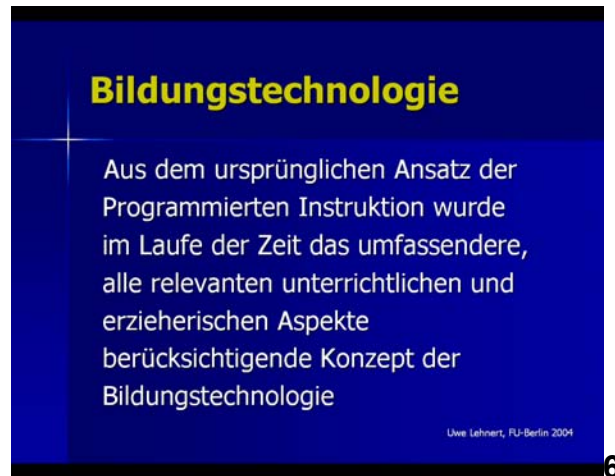 Bildungstechnologie
Aus dem ursprünglichen Ansatz der
Programmierten Instruktion wurde
im Laufe der Zeit das umfassendere,
alle relevanten unterrichtlichen und
erzieherischen Aspekte
berücksichtigende Konzept der
Bildungstechnologie
Uwe Lehnert, FU-Berlin 2004
6